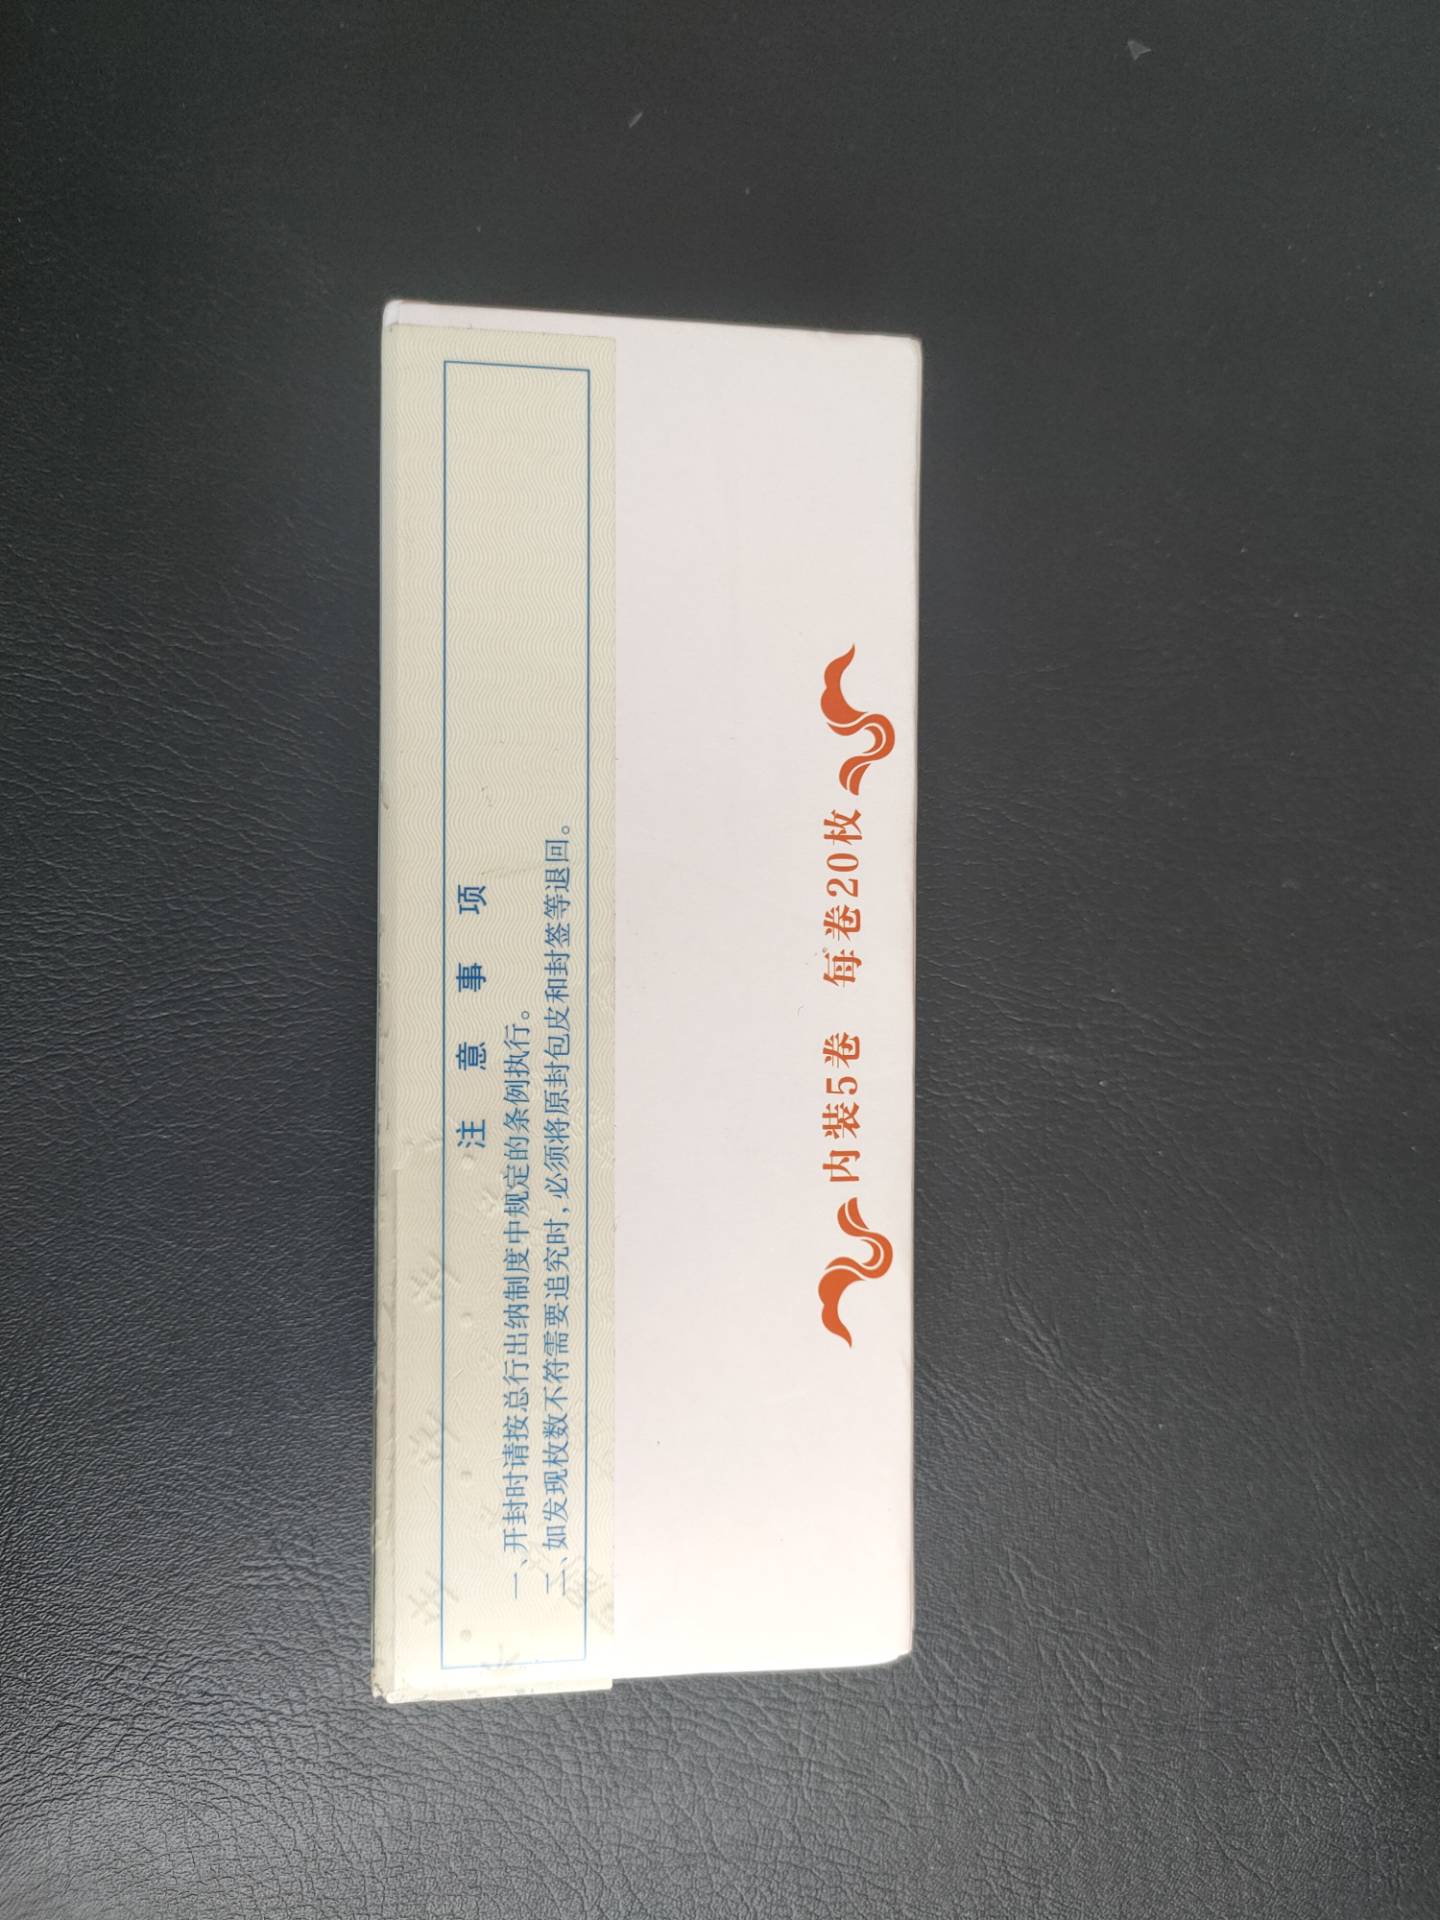 注意事项
一、开封时请按总行出纳制度中规定的条例执行。
二、如发现枚数不符需要追究时,必须将原封包皮和封签等退回。
内装5卷 每卷20枚